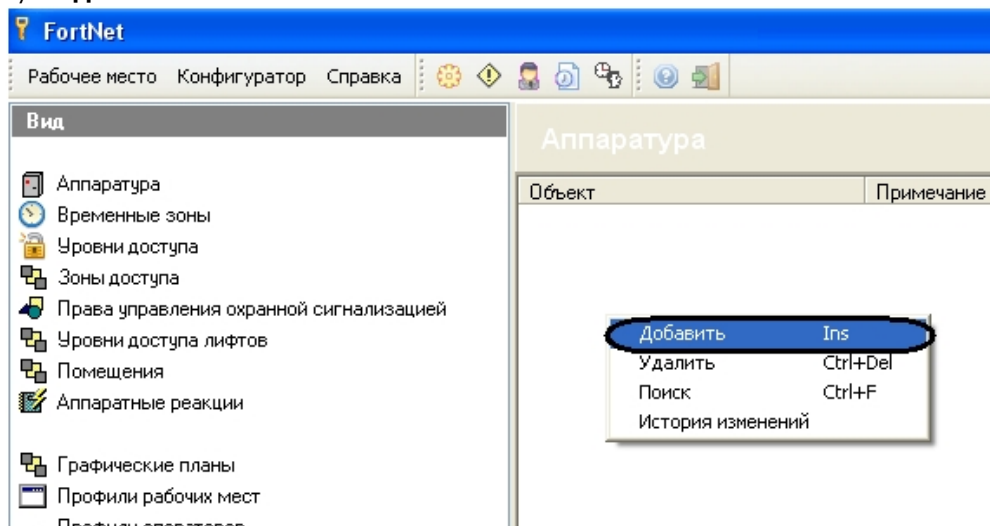 FortNet
Рабочее место Конфигуратор Справка
Вид
Аппаратура
Объект Примечание
Аппаратура
Временные зоны
Уровни доступа
Зоны доступа
Права управления охранной сигнализацией
Уровни доступа лифтов
Помещения
Аппаратные реакции
Графические планы
Профили рабочих мест
Добавить Ins
Удалить Ctrl+Del
Поиск Ctrl+F
История изменений